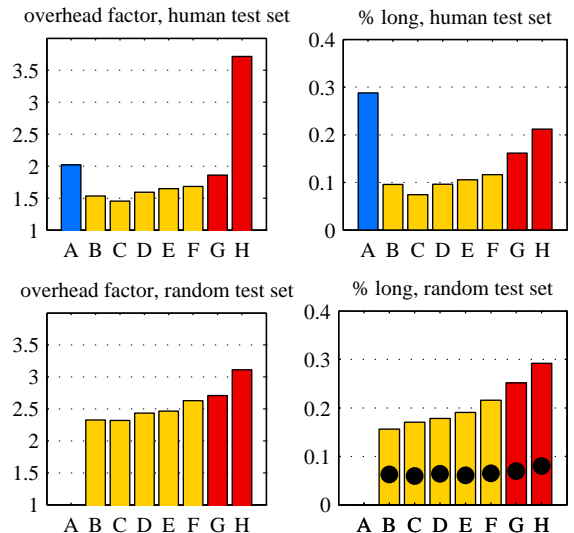 overhead factor, human test set
3.5
3
2.5
2
1.5
1
A B C D E F G H
% long, human test set
0.4
0.3
0.2
0.1
0
A B C D E F G H
overhead factor, random test set
3.5
3
2.5
2
1.5
1
A B C D E F G H
% long, random test set
0.4
0.3
0.2
0.1
0
A B C D E F G H